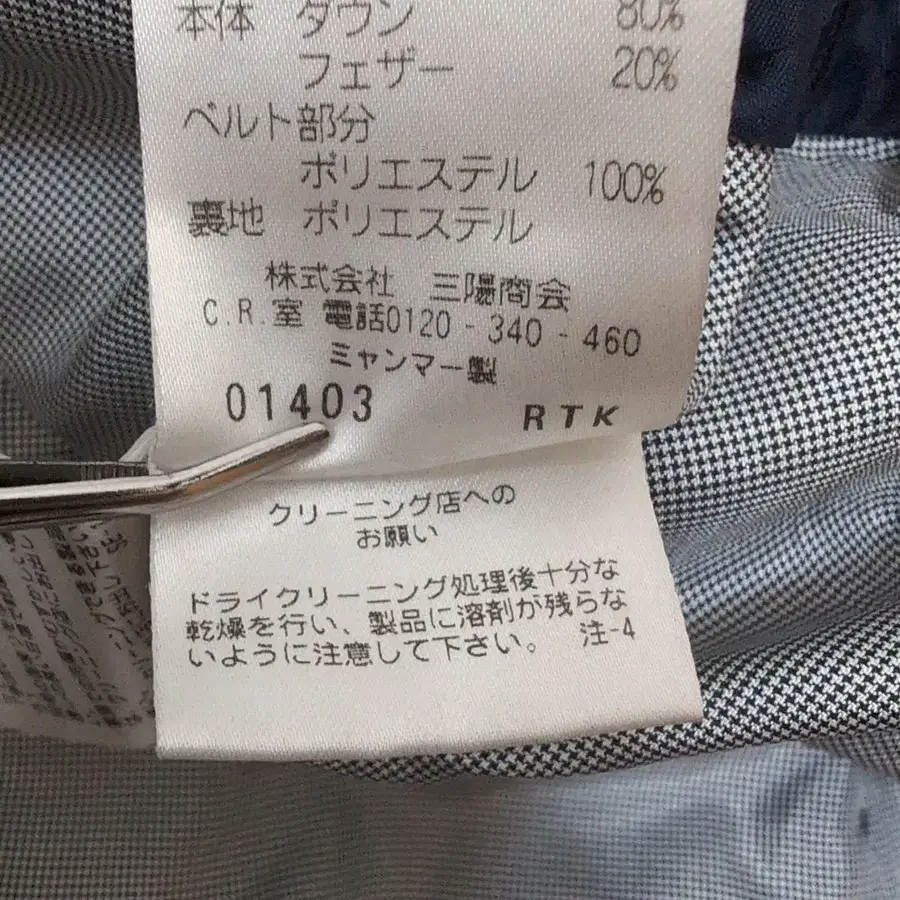 本体 ダウン 80%
フェザー 20%
ベルト部分
ポリエステル 100%
裏地 ポリエステル
株式会社 三陽商会
C.R.室 電話0120-340-460
ミャンマー製
01403 RTK
クリーニング店への
お願い
ドライクリーニング処理後十分な
乾燥を行い、製品に溶剤が残らな
いように注意して下さい。 注-4